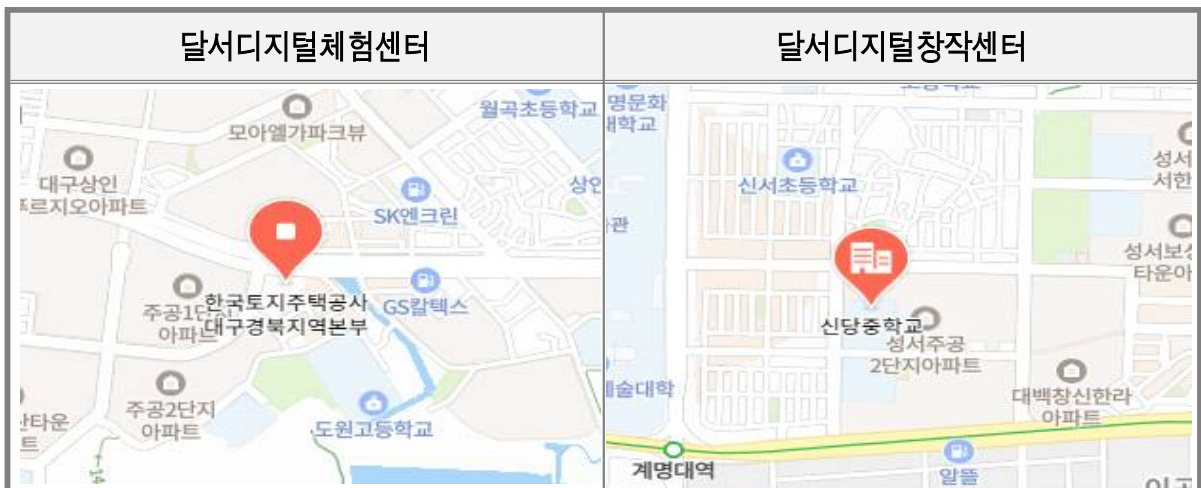 달서디지털체험센터
달서디지털창작센터
월곡초등학교
모아엘가파크뷰
대구상인
푸르지오아파트
SK엔크린
상인
한국토지주택공사
대구경북지역본부
주공1단지
아파트
GS칼텍스
주공2단지
아파트
도원고등학교
타운
트
14
명문화
대학교
신서초등학교
성서
서한
관
성서보성
타운아
신당중학교
성서주공
2단지아파트
대백창신한라
아파트
예술대학
계명대역
알뜰